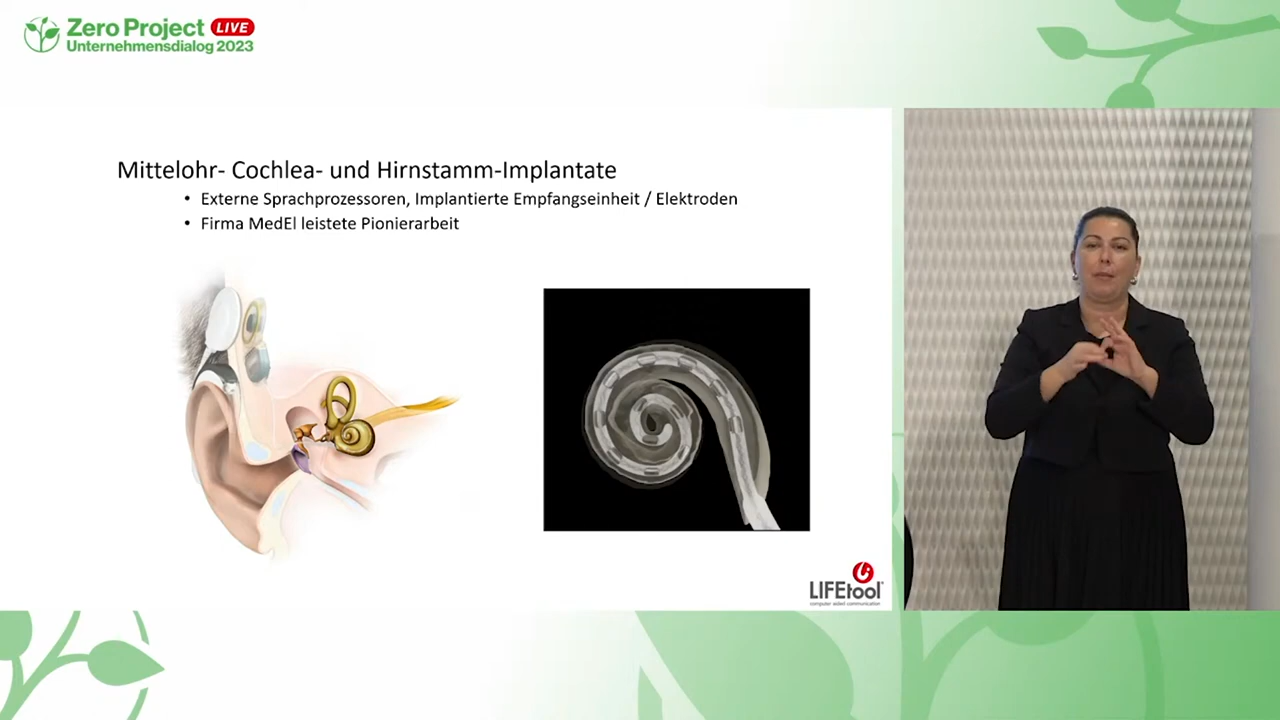 Zero Project LIVE
Unternehmensdialog 2023
Mittelohr- Cochlea- und Hirnstamm-Implantate
• Externe Sprachprozessoren, Implantierte Empfangseinheit / Elektroden
• Firma MedEl leistete Pionierarbeit
LIFEtool
computer aided communication